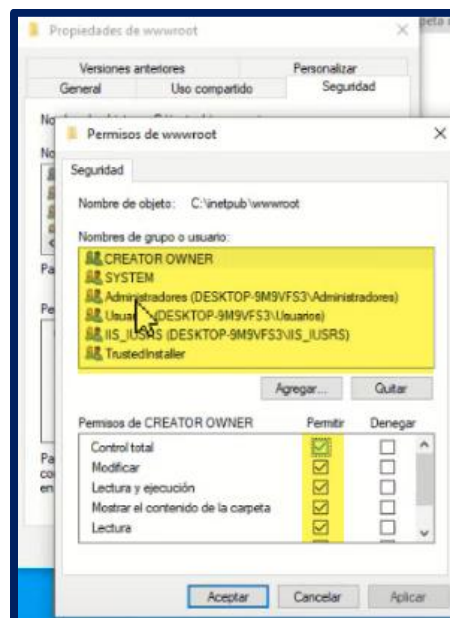 Propiedades de wwwroot
Versiones anteriores Personalizar
General Uso compartido Seguridad
Permisos de wwwroot
Seguridad
Nombre de objeto: C:\inetpub\wwwroot
Nombres de grupo o usuario:
CREATOR OWNER
SYSTEM
Administradores (DESKTOP-9M9VFS3\Administradores)
(DESKTOP-9M9VFS3\Usuarios)
IIS_IUSRS (DESKTOP-9M9VFS3\IIS_IUSRS)
TrustedInstaller
Agregar... Quitar
Permisos de CREATOR OWNER Permitir Denegar
Control total
Modificar
Lectura y ejecución
Mostrar el contenido de la carpeta
Lectura
Aceptar Cancelar Aplicar